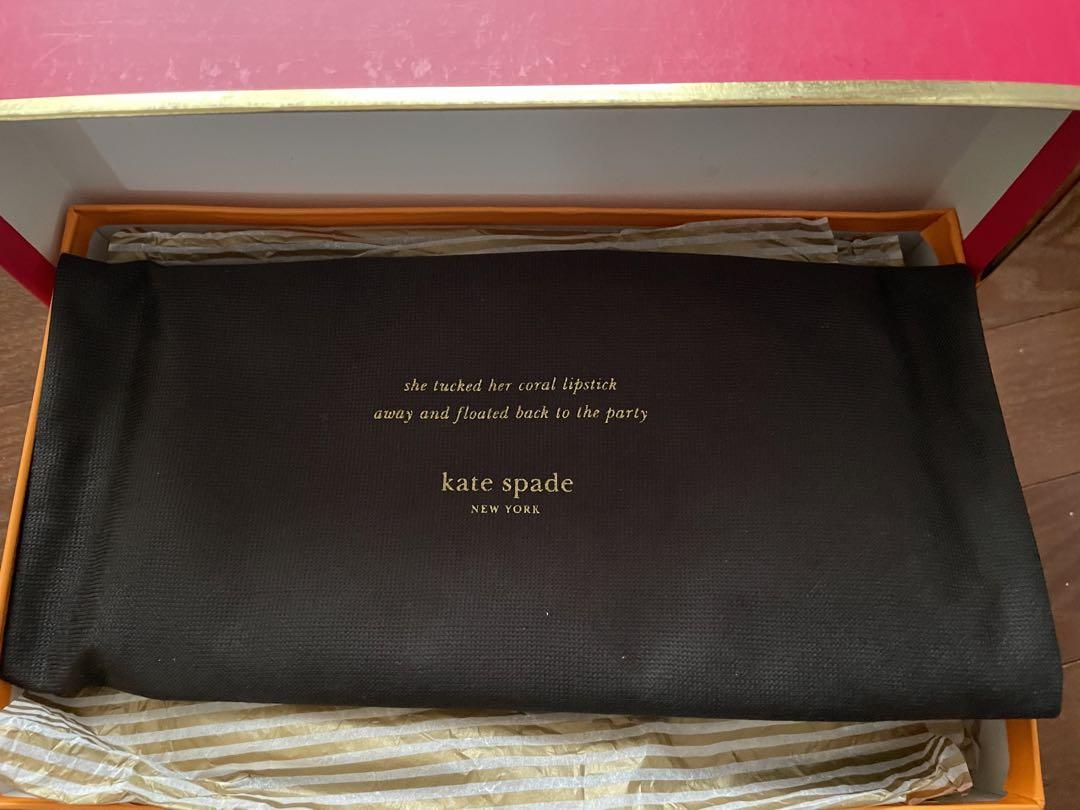 she tucked her coral lipstick
away and floated back to the party
kate spade
NEW YORK